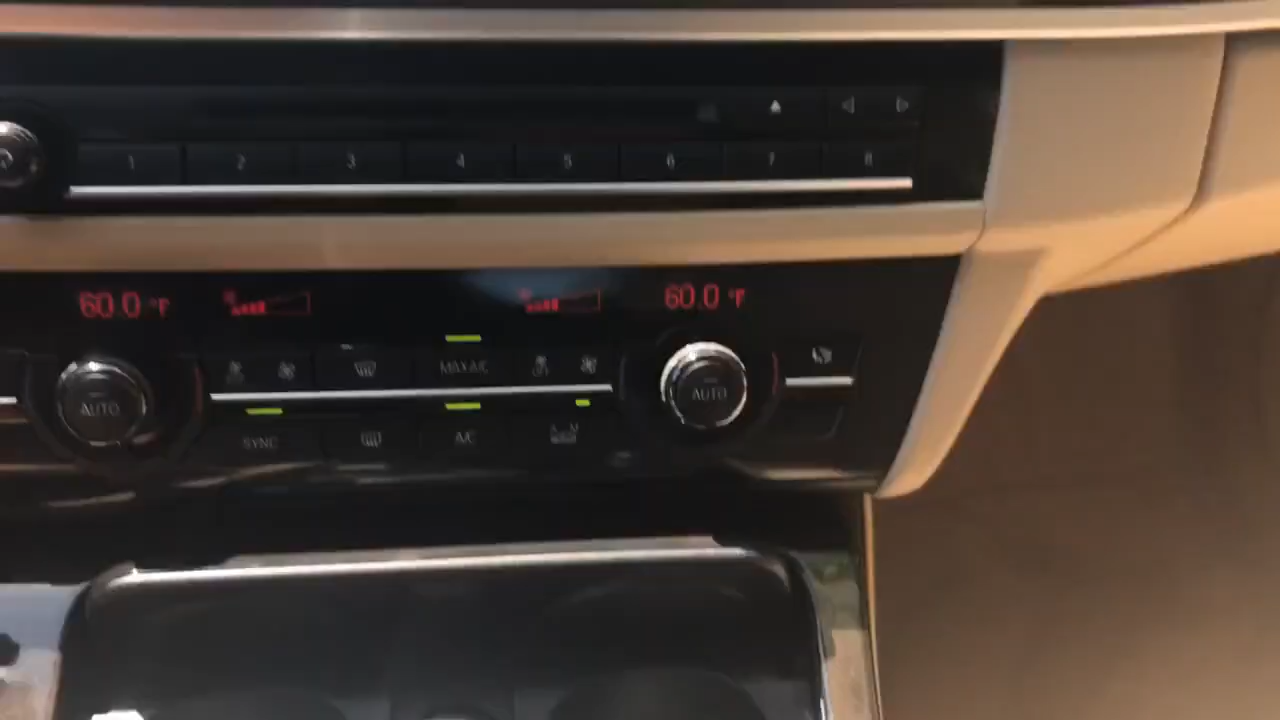 1 2 3 4 5 6 7 8
60.0 °F 60.0 °F
MAX A/C
AUTO AUTO
SYNC A/C